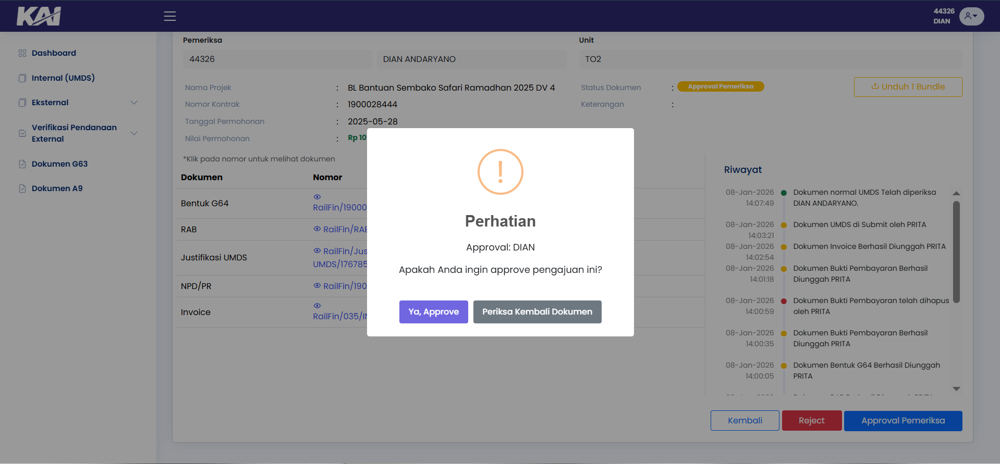 KAI
44326
DIAN
Dashboard
Internal (UMDS)
Eksternal
Verifikasi Pendanaan
External
Dokumen G63
Dokumen A9
Pemeriksa
Unit
44326
DIAN ANDARYANO
TO2
Nama Projek : BL Bantuan Sembako Safari Ramadhan 2025 DV 4
Nomor Kontrak : 1900028444
Tanggal Permohonan : 2025-05-28
Nilai Permohonan : Rp 10
Status Dokumen : Approval Pemeriksa
Keterangan :
Unduh 1 Bundle
*Klik pada nomor untuk melihat dokumen
Dokumen Nomor
Bentuk G64
RailFin/19000
RAB RailFin/RAB
Justifikasi UMDS
RailFin/Jus
UMDS/176785
NPD/PR RailFin/190
Invoice
RailFin/035/IN
Perhatian
Approval: DIAN
Apakah Anda ingin approve pengajuan ini?
Ya, Approve
Periksa Kembali Dokumen
Riwayat
08-Jan-2026
14:07:49
Dokumen normal UMDS Telah diperiksa
DIAN ANDARYANO.
08-Jan-2026
14:03:21
Dokumen UMDS di Submit oleh PRITA
08-Jan-2026
14:02:54
Dokumen Invoice Berhasil Diunggah PRITA
08-Jan-2026
14:01:18
Dokumen Bukti Pembayaran Berhasil
Diunggah PRITA
08-Jan-2026
14:00:59
Dokumen Bukti Pembayaran telah dihapus
oleh PRITA
08-Jan-2026
14:00:35
Dokumen Bukti Pembayaran Berhasil
Diunggah PRITA
08-Jan-2026
14:00:05
Dokumen Bentuk G64 Berhasil Diunggah
PRITA
Kembali
Reject
Approval Pemeriksa